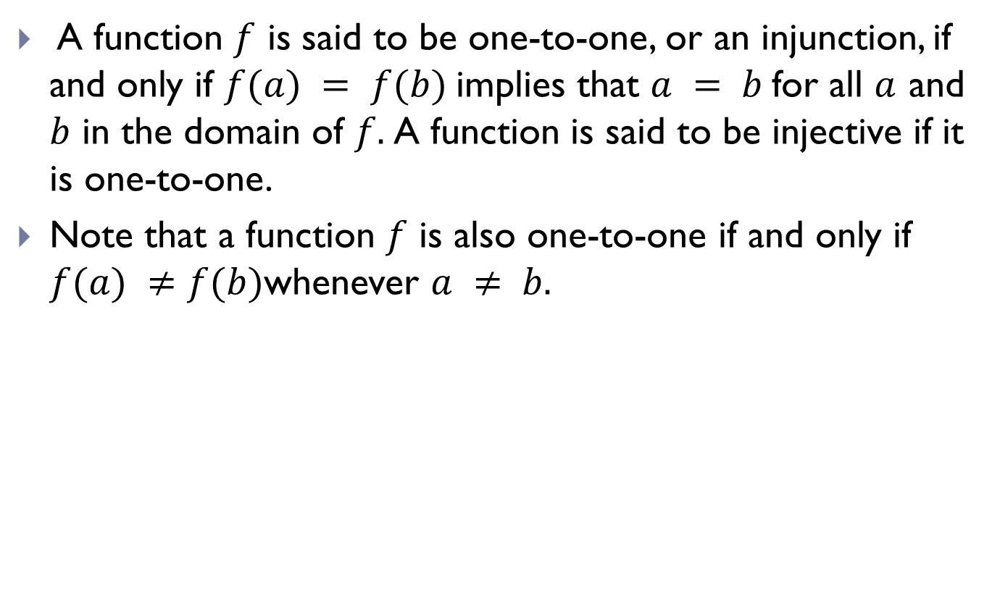 A function 𝑓 is said to be one-to-one, or an injunction, if
and only if 𝑓(𝑎) = 𝑓(𝑏) implies that 𝑎 = 𝑏 for all 𝑎 and
𝑏 in the domain of 𝑓. A function is said to be injective if it
is one-to-one.
Note that a function 𝑓 is also one-to-one if and only if
𝑓(𝑎) ≠ 𝑓(𝑏)whenever 𝑎 ≠ 𝑏.